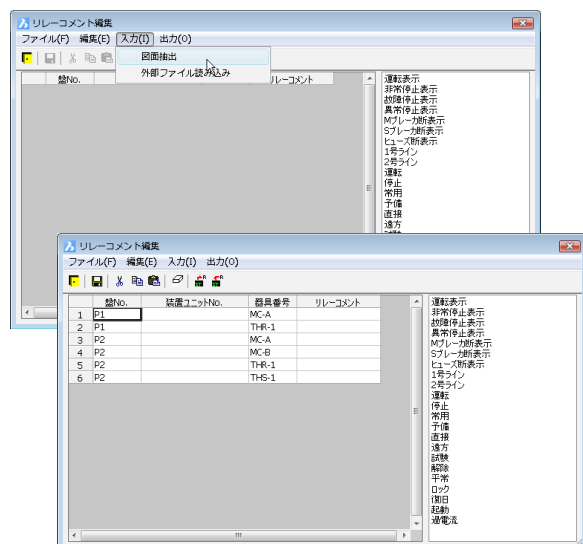 リレーコメント編集
ファイル(F) 編集(E) 入力(I) 出力(O)
図面抽出
外部ファイル読み込み
盤No.
リレーコメント
運転表示
非常停止表示
故障停止表示
異常停止表示
Mブレーカ断表示
Sブレーカ断表示
ヒューズ断表示
1号ライン
2号ライン
運転
停止
常用
予備
直接
遠方
リレーコメント編集
ファイル(F) 編集(E) 入力(I) 出力(O)
盤No. 装置ユニットNo. 器具番号 リレーコメント
1 P1 MC-A
2 P1 THR-1
3 P2 MC-A
4 P2 MC-B
5 P2 THR-1
6 P2 THS-1
運転表示
非常停止表示
故障停止表示
異常停止表示
Mブレーカ断表示
Sブレーカ断表示
ヒューズ断表示
1号ライン
2号ライン
運転
停止
常用
予備
直接
遠方
試験
解除
平常
ロック
復旧
起動
過電流